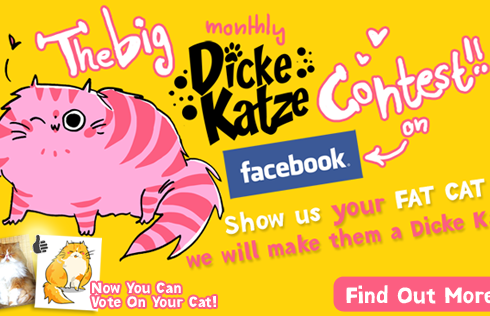 The big
monthly
Dicke
Katze
Contest!!
on
facebook
Show us your FAT CAT
we will make them a Dicke K
Now You Can
Vote On Your Cat!
Find Out More